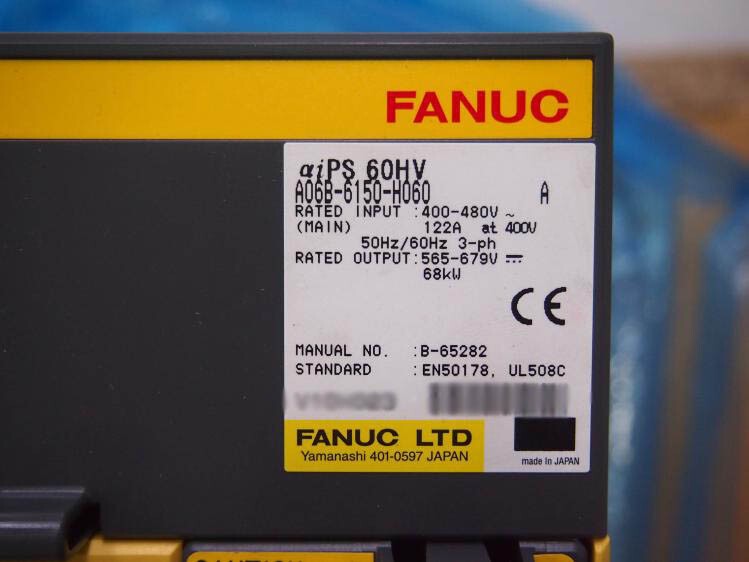 FANUC
αiPS 60HV
A06B-6150-H060 A
RATED INPUT :400-480V ~
(MAIN) 122A at 400V
50Hz/60Hz 3-ph
RATED OUTPUT:565-679V ⎓
68kW
CE
MANUAL NO. :B-65282
STANDARD :EN50178, UL508C
FANUC LTD
Yamanashi 401-0597 JAPAN
made in JAPAN
CAUTION